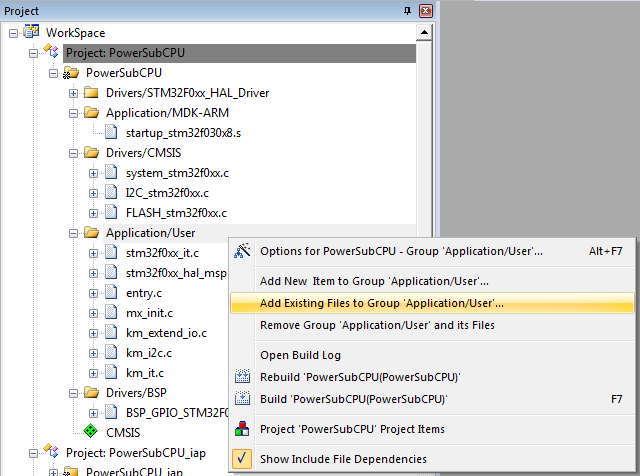 Project
WorkSpace
Project: PowerSubCPU
PowerSubCPU
Drivers/STM32F0xx_HAL_Driver
Application/MDK-ARM
startup_stm32f030x8.s
Drivers/CMSIS
system_stm32f0xx.c
I2C_stm32f0xx.c
FLASH_stm32f0xx.c
Application/User
stm32f0xx_it.c
stm32f0xx_hal_msp
entry.c
mx_init.c
km_extend_io.c
km_i2c.c
km_it.c
Drivers/BSP
BSP_GPIO_STM32F0
CMSIS
Project: PowerSubCPU_iap
PowerSubCPU_iap
Options for PowerSubCPU - Group 'Application/User'... Alt+F7
Add New Item to Group 'Application/User'...
Add Existing Files to Group 'Application/User'...
Remove Group 'Application/User' and its Files
Open Build Log
Rebuild 'PowerSubCPU(PowerSubCPU)'
Build 'PowerSubCPU(PowerSubCPU)' F7
Project 'PowerSubCPU' Project Items
Show Include File Dependencies